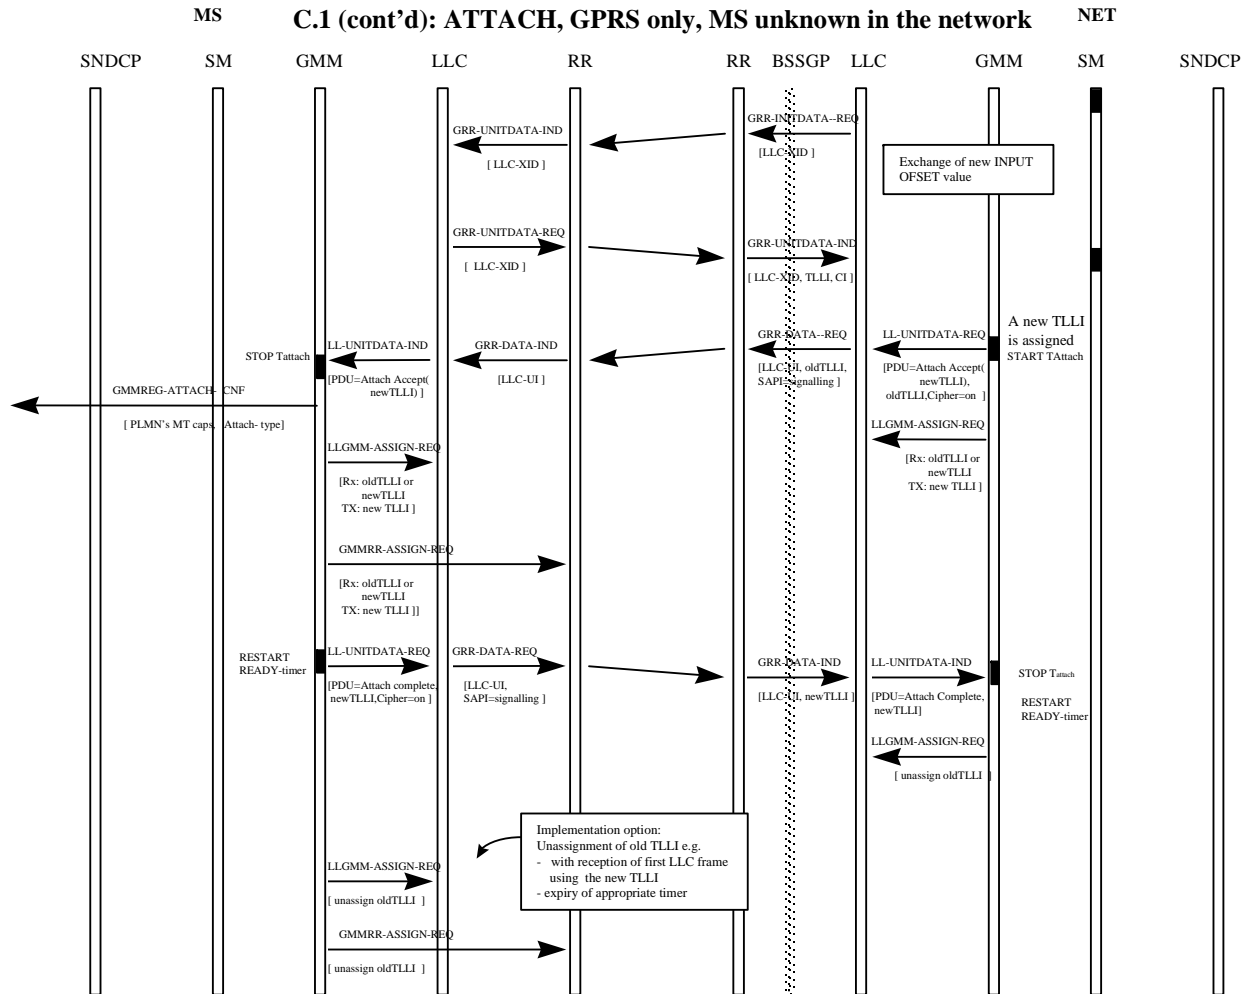 MS
C.1 (cont'd): ATTACH, GPRS only, MS unknown in the network
NET
SNDCP SM GMM LLC RR RR BSSGP LLC GMM SM SNDCP
GRR-UNITDATA-IND
GRR-INITDATA--REQ
[ LLC-XID ]
[LLC-XID ]
Exchange of new INPUT
OFSET value
GRR-UNITDATA-REQ
GRR-UNITDATA-IND
[ LLC-XID ]
[ LLC-XID, TLLI, CI ]
A new TLLI
is assigned
START TAttach
STOP Tattach
LL-UNITDATA-IND
GRR-DATA-IND
GRR-DATA--REQ
LL-UNITDATA-REQ
[PDU=Attach Accept(
newTLLI) ]
[LLC-UI ]
[LLC-UI, oldTLLI,
SAPI=signalling ]
[PDU=Attach Accept(
newTLLI),
oldTLLI,Cipher=on ]
GMMREG-ATTACH- CNF
[ PLMN's MT caps, Attach- type]
LLGMM-ASSIGN-REQ
[Rx: oldTLLI or
newTLLI
TX: new TLLI ]
LLGMM-ASSIGN-REQ
[Rx: oldTLLI or
newTLLI
TX: new TLLI ]
GMMRR-ASSIGN-REQ
[Rx: oldTLLI or
newTLLI
TX: new TLLI ]]
RESTART
READY-timer
LL-UNITDATA-REQ
GRR-DATA-REQ
GRR-DATA-IND
LL-UNITDATA-IND
[PDU=Attach complete,
newTLLI,Cipher=on ]
[LLC-UI,
SAPI=signalling ]
[LLC-UI, newTLLI ]
[PDU=Attach Complete,
newTLLI]
STOP Tattach
RESTART
READY-timer
LLGMM-ASSIGN-REQ
[ unassign oldTLLI ]
Implementation option:
Unassignment of old TLLI e.g.
- with reception of first LLC frame
using the new TLLI
- expiry of appropriate timer
LLGMM-ASSIGN-REQ
[ unassign oldTLLI ]
GMMRR-ASSIGN-REQ
[ unassign oldTLLI ]